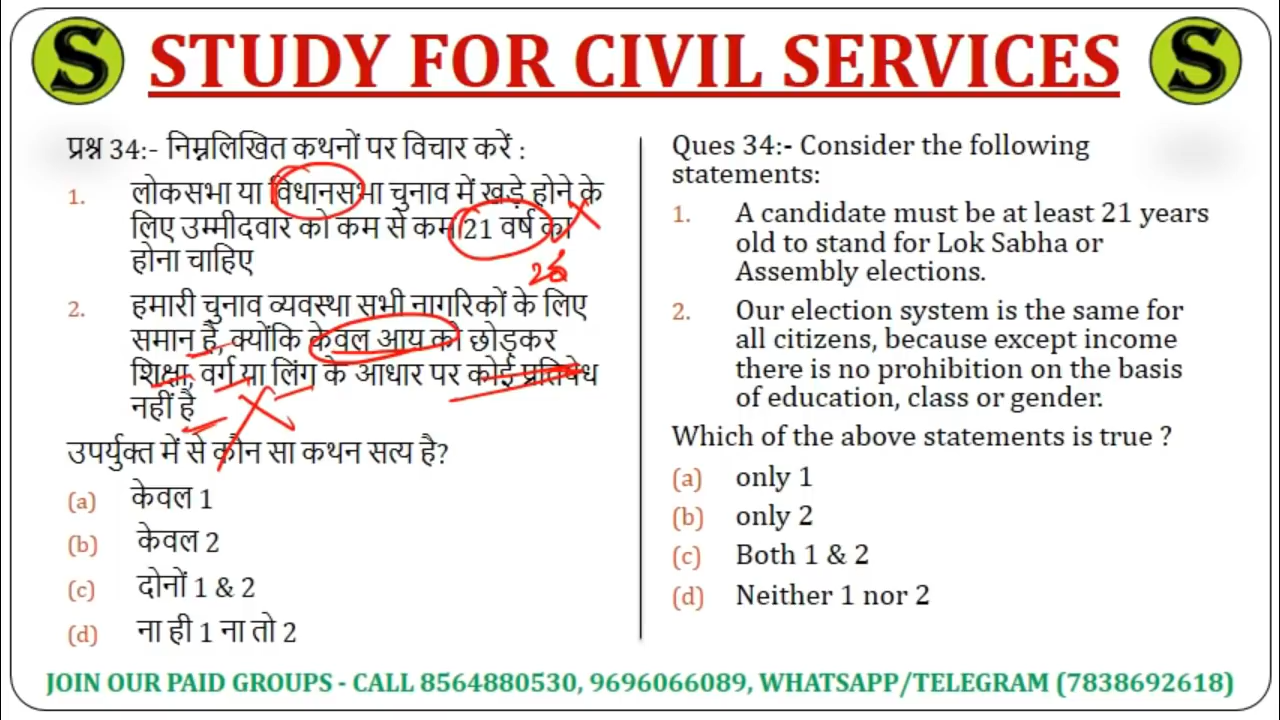 S
STUDY FOR CIVIL SERVICES
S
प्रश्न 34:- निम्नलिखित कथनों पर विचार करें :
1. लोकसभा या विधानसभा चुनाव में खड़े होने के
लिए उम्मीदवार को कम से कम 21 वर्ष का
होना चाहिए
25
2. हमारी चुनाव व्यवस्था सभी नागरिकों के लिए
समान है, क्योंकि केवल आय को छोड़कर
शिक्षा, वर्ग या लिंग के आधार पर कोई प्रतिषेध
नहीं है
उपर्युक्त में से कौन सा कथन सत्य है?
(a) केवल 1
(b) केवल 2
(c) दोनों 1 & 2
(d) ना ही 1 ना तो 2
Ques 34:- Consider the following
statements:
1. A candidate must be at least 21 years
old to stand for Lok Sabha or
Assembly elections.
2. Our election system is the same for
all citizens, because except income
there is no prohibition on the basis
of education, class or gender.
Which of the above statements is true ?
(a) only 1
(b) only 2
(c) Both 1 & 2
(d) Neither 1 nor 2
JOIN OUR PAID GROUPS - CALL 8564880530, 9696066089, WHATSAPP/TELEGRAM (7838692618)